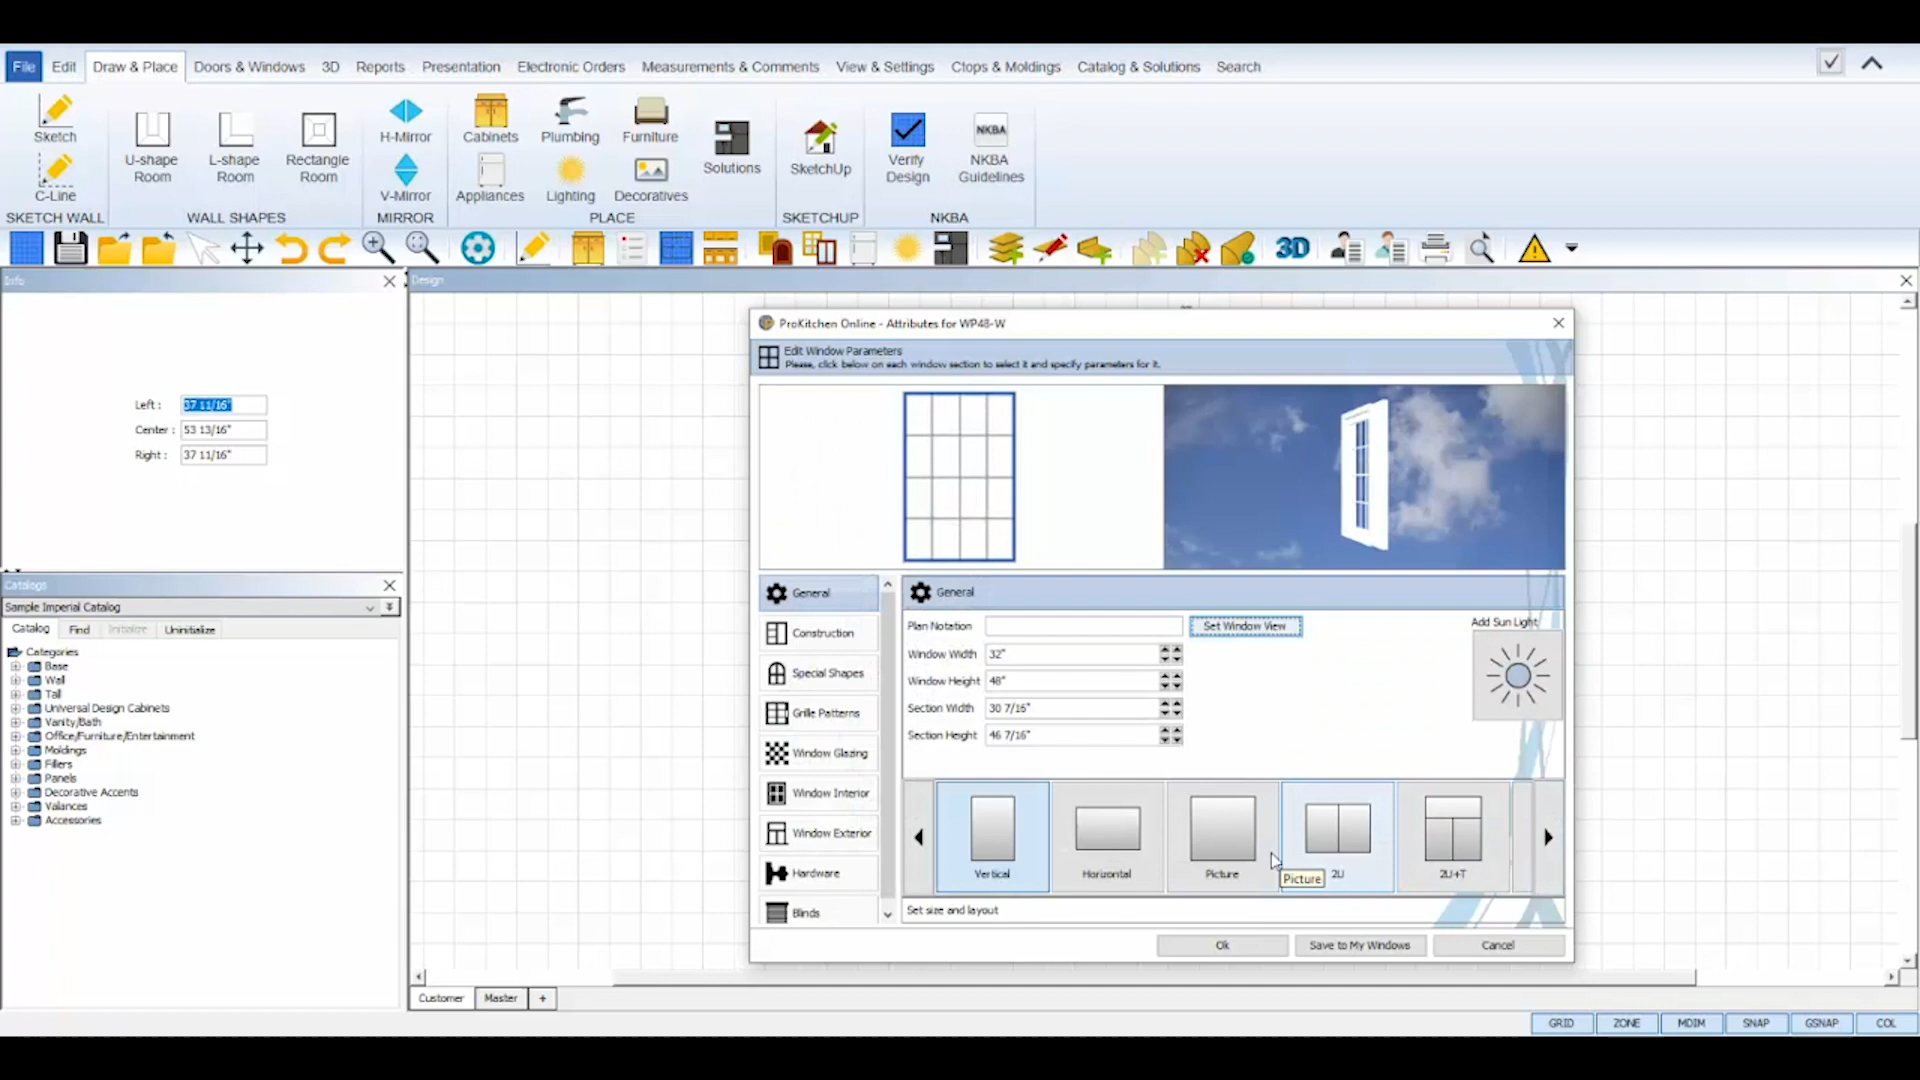 File Edit Draw & Place Doors & Windows 3D Reports Presentation Electronic Orders Measurements & Comments View & Settings Ctops & Moldings Catalog & Solutions Search
Sketch
C-Line
SKETCH WALL
U-shape Room
L-shape Room
Rectangle Room
WALL SHAPES
H-Mirror
V-Mirror
MIRROR
Cabinets
Plumbing
Furniture
Appliances
Lighting
Decoratives
Solutions
PLACE
SketchUp
SKETCHUP
Verify Design
NKBA
NKBA Guidelines
NKBA
3D
Info
Design
Left : 37 11/16"
Center : 53 13/16"
Right : 37 11/16"
Catalogs
Sample Imperial Catalog
Catalog Find Initialize Uninitialize
Categories
Base
Wall
Tall
Universal Design Cabinets
Vanity/Bath
Office/Furniture/Entertainment
Moldings
Fillers
Panels
Decorative Accents
Valances
Accessories
ProKitchen Online - Attributes for WP48-W
Edit Window Parameters
Please, click below on each window section to select it and specify parameters for it.
General
Construction
Special Shapes
Grille Patterns
Window Glazing
Window Interior
Window Exterior
Hardware
Blinds
General
Plan Notation Set Window View Add Sun Light
Window Width 32"
Window Height 48"
Section Width 30 7/16"
Section Height 46 7/16"
Vertical Horizontal Picture 2U 2U+T
Picture
Set size and layout
Ok Save to My Windows Cancel
Customer Master +
GRID ZONE MDIM SNAP GSNAP COL